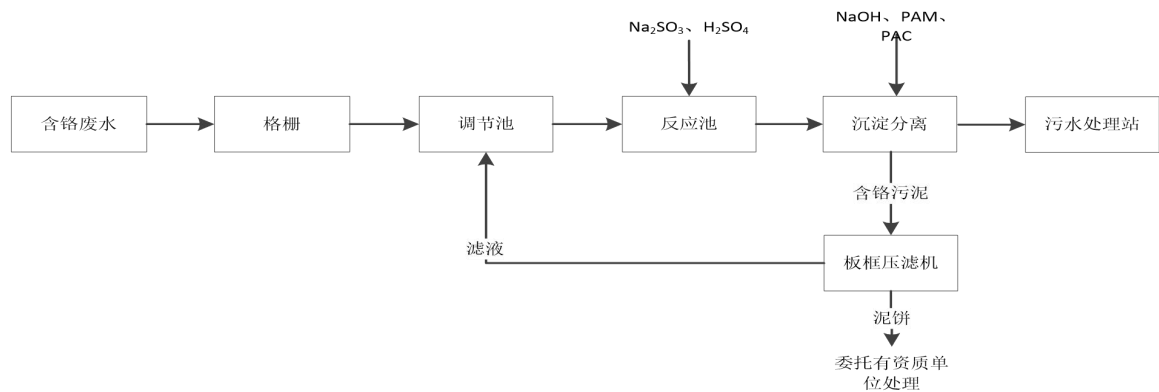 Na₂SO₃、H₂SO₄
NaOH、PAM、
PAC
含铬废水
格栅
调节池
反应池
沉淀分离
污水处理站
含铬污泥
滤液
板框压滤机
泥饼
委托有资质单
位处理